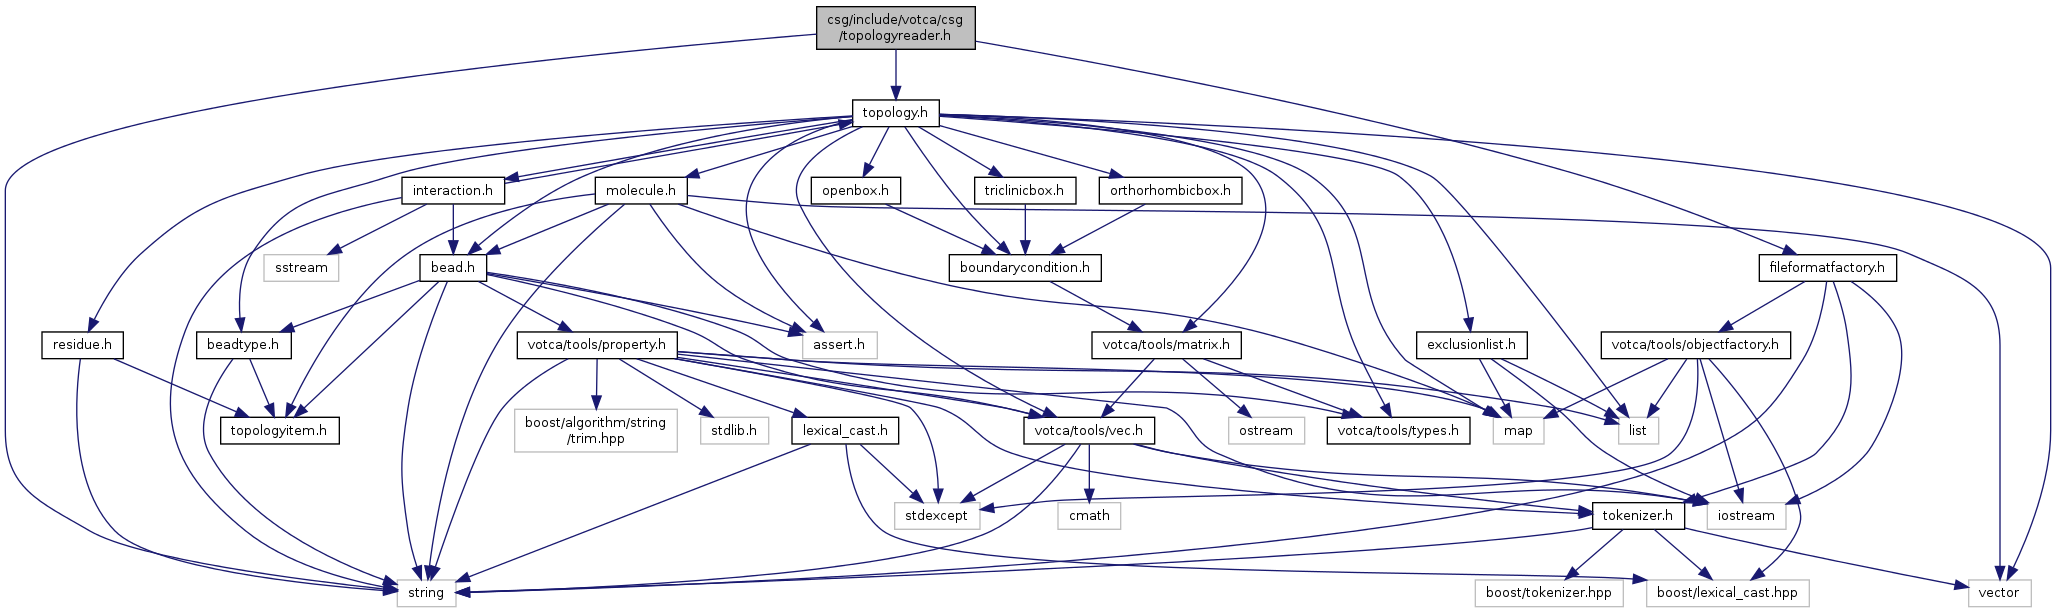 csg/include/votca/csg
/topologyreader.h
topology.h
interaction.h
molecule.h
openbox.h
triclinicbox.h
orthorhombicbox.h
sstream
bead.h
boundarycondition.h
fileformatfactory.h
residue.h
beadtype.h
votca/tools/property.h
assert.h
votca/tools/matrix.h
exclusionlist.h
votca/tools/objectfactory.h
topologyitem.h
boost/algorithm/string
/trim.hpp
stdlib.h
lexical_cast.h
votca/tools/vec.h
ostream
votca/tools/types.h
map
list
stdexcept
cmath
tokenizer.h
iostream
string
boost/tokenizer.hpp
boost/lexical_cast.hpp
vector